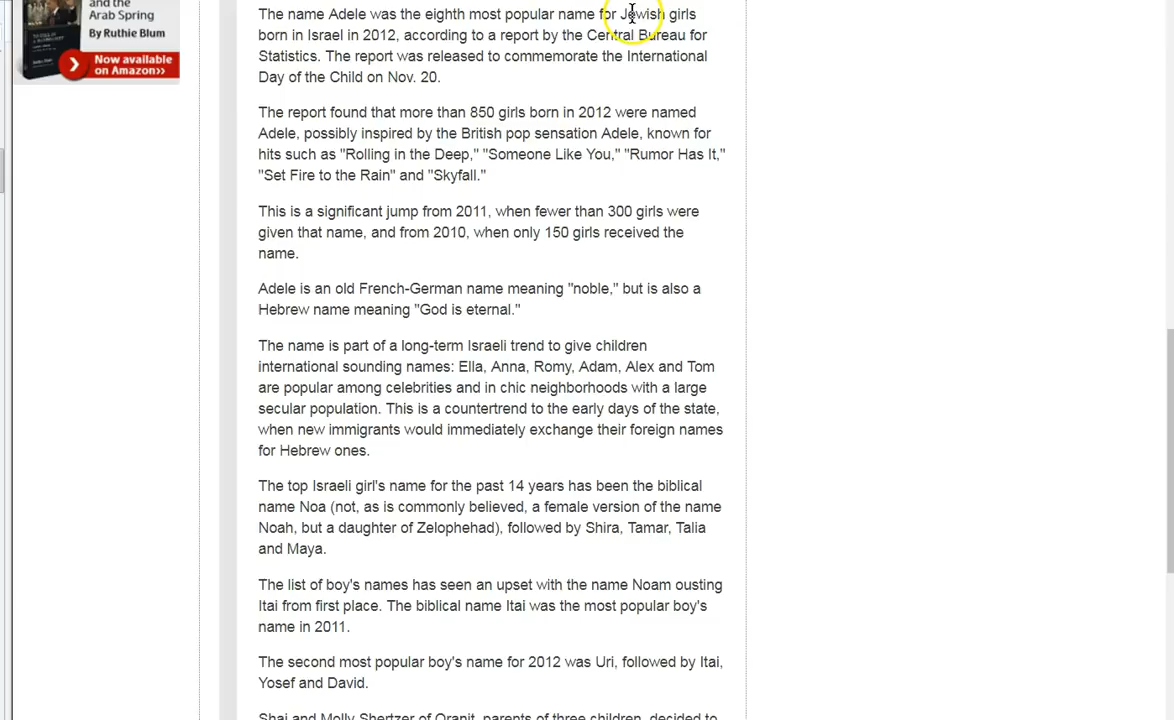 and the
Arab Spring
By Ruthie Blum
Now available
on Amazon>>
The name Adele was the eighth most popular name for Jewish girls
born in Israel in 2012, according to a report by the Central Bureau for
Statistics. The report was released to commemorate the International
Day of the Child on Nov. 20.
The report found that more than 850 girls born in 2012 were named
Adele, possibly inspired by the British pop sensation Adele, known for
hits such as "Rolling in the Deep," "Someone Like You," "Rumor Has It,"
"Set Fire to the Rain" and "Skyfall."
This is a significant jump from 2011, when fewer than 300 girls were
given that name, and from 2010, when only 150 girls received the
name.
Adele is an old French-German name meaning "noble," but is also a
Hebrew name meaning "God is eternal."
The name is part of a long-term Israeli trend to give children
international sounding names: Ella, Anna, Romy, Adam, Alex and Tom
are popular among celebrities and in chic neighborhoods with a large
secular population. This is a countertrend to the early days of the state,
when new immigrants would immediately exchange their foreign names
for Hebrew ones.
The top Israeli girl's name for the past 14 years has been the biblical
name Noa (not, as is commonly believed, a female version of the name
Noah, but a daughter of Zelophehad), followed by Shira, Tamar, Talia
and Maya.
The list of boy's names has seen an upset with the name Noam ousting
Itai from first place. The biblical name Itai was the most popular boy's
name in 2011.
The second most popular boy's name for 2012 was Uri, followed by Itai,
Yosef and David.
Shai and Molly Shertzer of Oranit, parents of three children, decided to